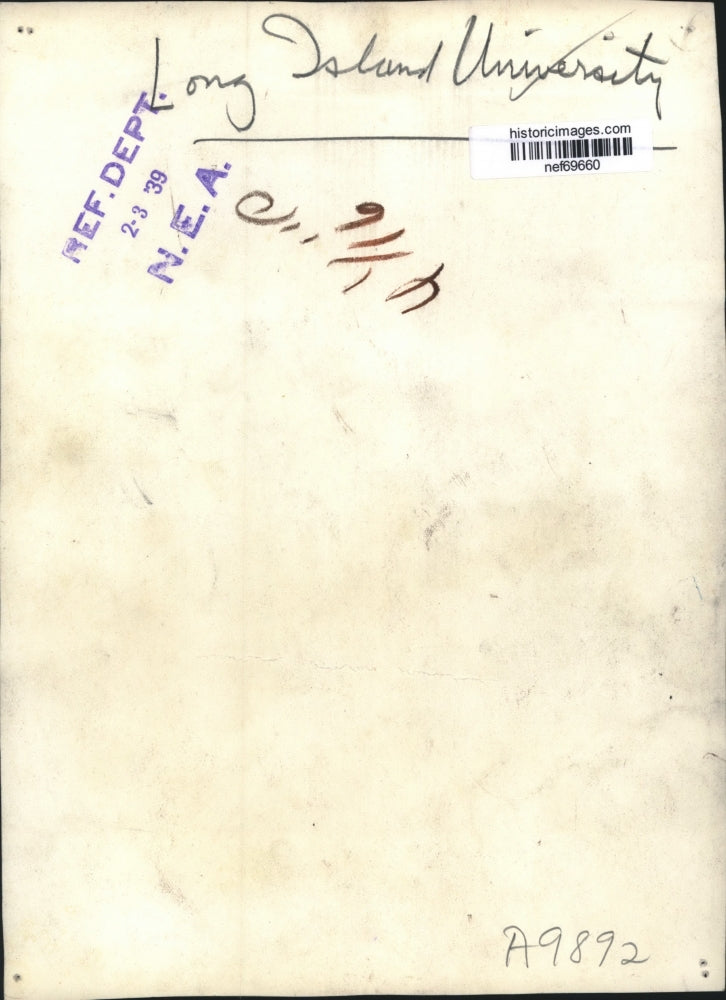 Long Island University
historicimages.com
nef69660
REF. DEPT.
2-3 '39
N. E. A.
A9892